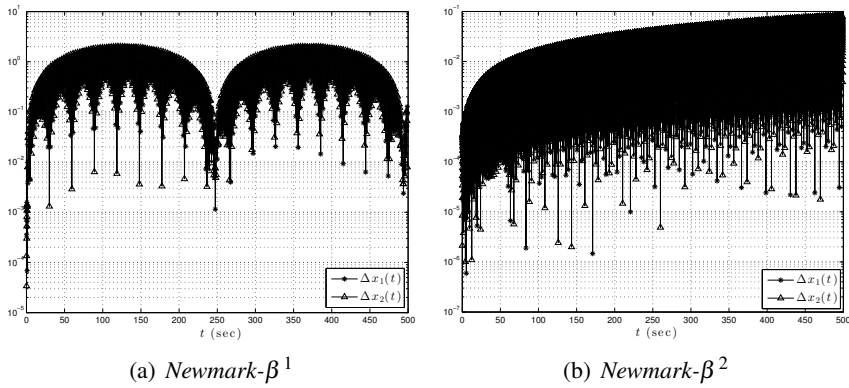 10^1
10^0
10^-1
10^-2
10^-3
10^-4
10^-5
0 50 100 150 200 250 300 350 400 450 500
t (sec)
Δx₁(t)
Δx₂(t)
(a) Newmark-β¹
10^-1
10^-2
10^-3
10^-4
10^-5
10^-6
10^-7
0 50 100 150 200 250 300 350 400 450 500
t (sec)
Δx₁(t)
Δx₂(t)
(b) Newmark-β²